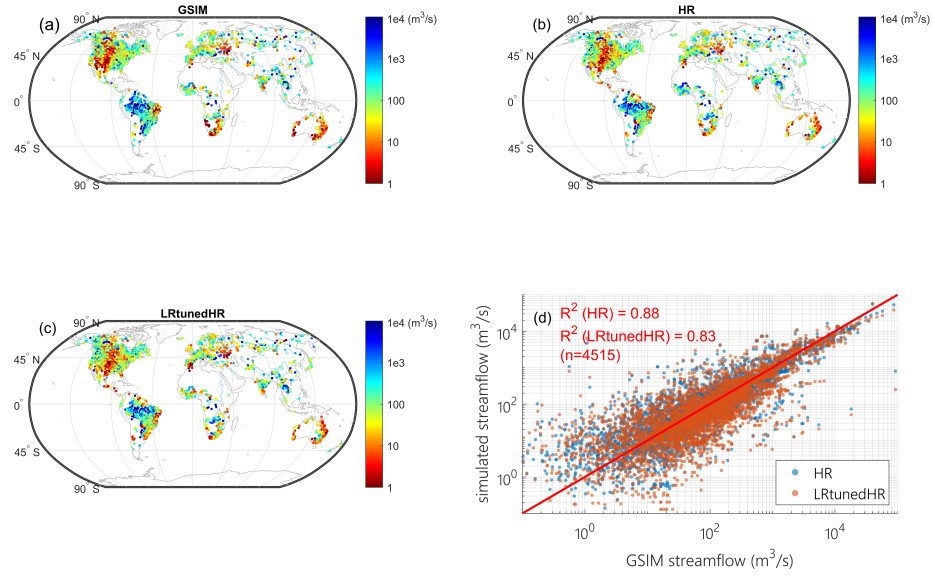 (a)
GSIM
90° N
45° N
0°
45° S
90° S
1e4 (m³/s)
1e3
100
10
1
(b)
HR
90° N
45° N
0°
45° S
90° S
1e4 (m³/s)
1e3
100
10
1
(c)
LRtunedHR
90° N
45° N
0°
45° S
90° S
1e4 (m³/s)
1e3
100
10
1
(d)
R² (HR) = 0.88
R² (LRtunedHR) = 0.83
(n=4515)
simulated streamflow (m³/s)
10⁴
10²
10⁰
HR
LRtunedHR
10⁰
10²
10⁴
GSIM streamflow (m³/s)